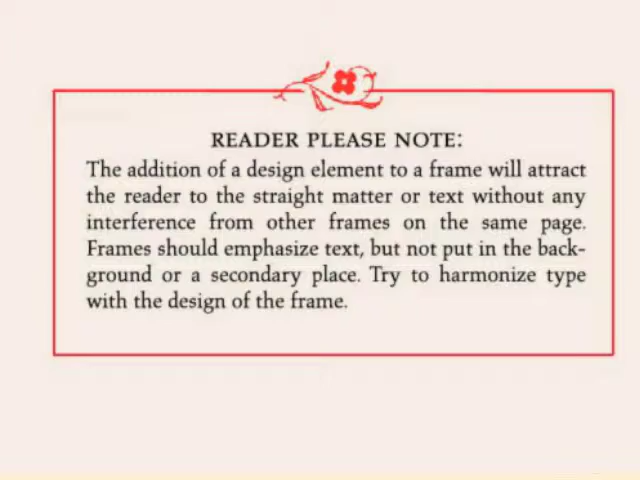 READER PLEASE NOTE:
The addition of a design element to a frame will attract
the reader to the straight matter or text without any
interference from other frames on the same page.
Frames should emphasize text, but not put in the back-
ground or a secondary place. Try to harmonize type
with the design of the frame.